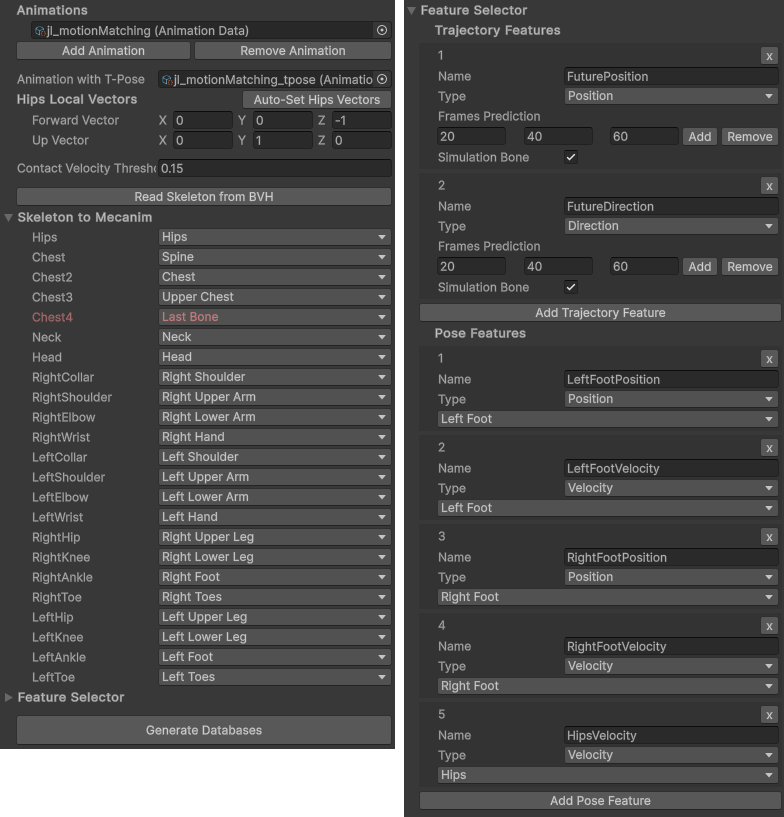 Animations
jl_motionMatching (Animation Data)
Add Animation Remove Animation
Animation with T-Pose jl_motionMatching_tpose (Animatio
Hips Local Vectors Auto-Set Hips Vectors
Forward Vector X 0 Y 0 Z -1
Up Vector X 0 Y 1 Z 0
Contact Velocity Thresho 0.15
Read Skeleton from BVH
Skeleton to Mecanim
Hips Hips
Chest Spine
Chest2 Chest
Chest3 Upper Chest
Chest4 Last Bone
Neck Neck
Head Head
RightCollar Right Shoulder
RightShoulder Right Upper Arm
RightElbow Right Lower Arm
RightWrist Right Hand
LeftCollar Left Shoulder
LeftShoulder Left Upper Arm
LeftElbow Left Lower Arm
LeftWrist Left Hand
RightHip Right Upper Leg
RightKnee Right Lower Leg
RightAnkle Right Foot
RightToe Right Toes
LeftHip Left Upper Leg
LeftKnee Left Lower Leg
LeftAnkle Left Foot
LeftToe Left Toes
Feature Selector
Generate Databases
Feature Selector
Trajectory Features
1 x
Name FuturePosition
Type Position
Frames Prediction
20 40 60 Add Remove
Simulation Bone
2 x
Name FutureDirection
Type Direction
Frames Prediction
20 40 60 Add Remove
Simulation Bone
Add Trajectory Feature
Pose Features
1 x
Name LeftFootPosition
Type Position
Left Foot
2 x
Name LeftFootVelocity
Type Velocity
Left Foot
3 x
Name RightFootPosition
Type Position
Right Foot
4 x
Name RightFootVelocity
Type Velocity
Right Foot
5 x
Name HipsVelocity
Type Velocity
Hips
Add Pose Feature